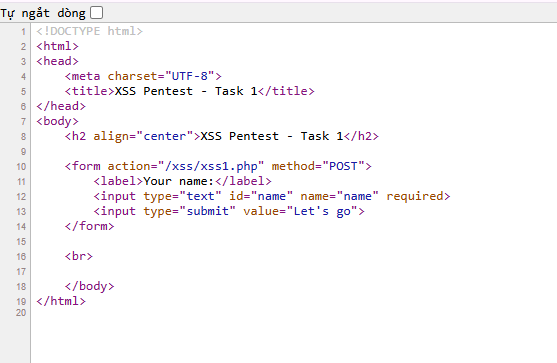 Tự ngắt dòng
1 <!DOCTYPE html>
2 <html>
3 <head>
4     <meta charset="UTF-8">
5     <title>XSS Pentest - Task 1</title>
6 </head>
7 <body>
8     <h2 align="center">XSS Pentest - Task 1</h2>
9
10     <form action="/xss/xss1.php" method="POST">
11         <label>Your name:</label>
12         <input type="text" id="name" name="name" required>
13         <input type="submit" value="Let's go">
14     </form>
15
16     <br>
17
18     </body>
19 </html>
20